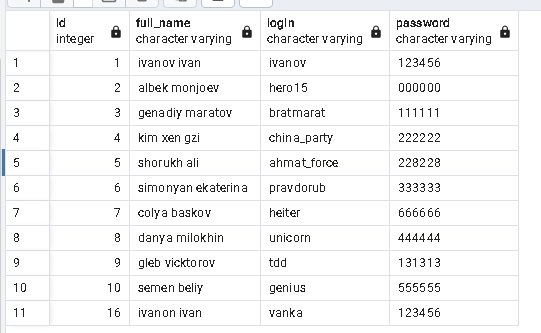 id full_name login password
integer character varying character varying character varying
1 1 ivanov ivan ivanov 123456
2 2 albek monjoev hero15 000000
3 3 genadiy maratov bratmarat 111111
4 4 kim xen gzi china_party 222222
5 5 shorukh ali ahmat_force 228228
6 6 simonyan ekaterina pravdorub 333333
7 7 colya baskov heiter 666666
8 8 danya milokhin unicorn 444444
9 9 gleb vicktorov tdd 131313
10 10 semen beliy genius 555555
11 16 ivanon ivan vanka 123456